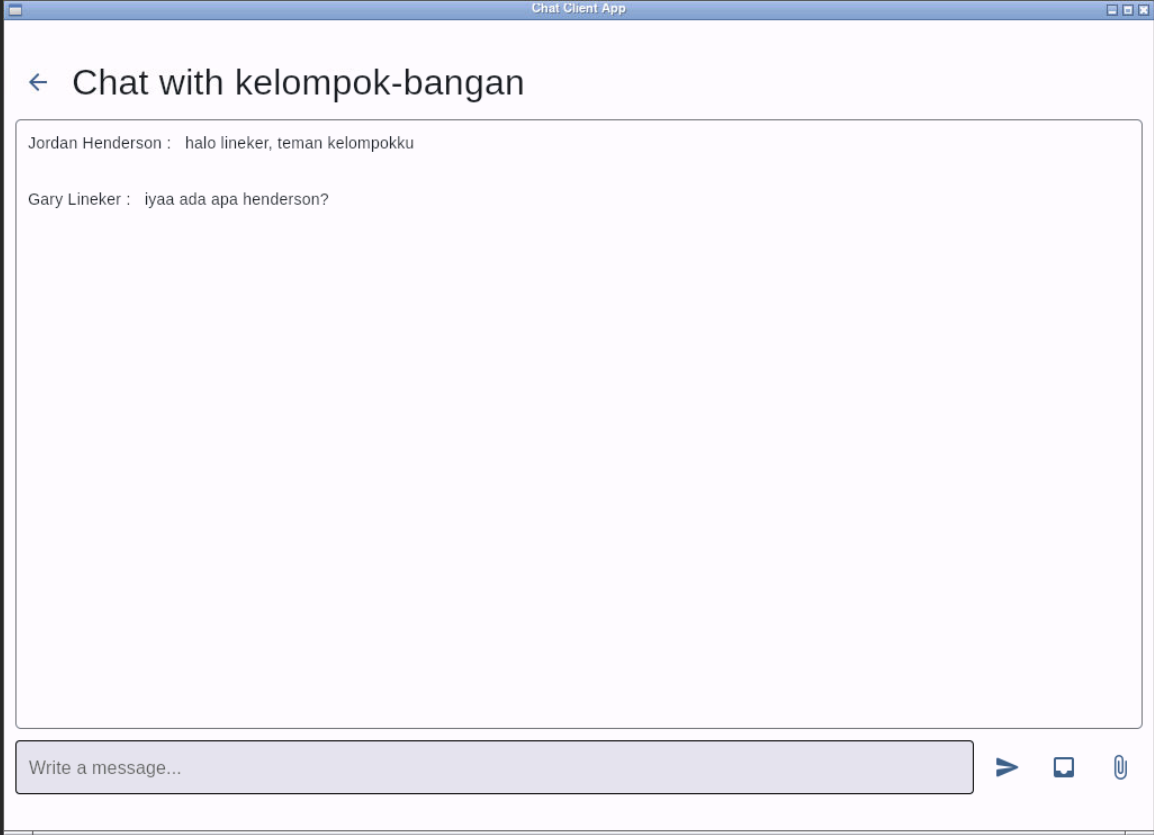 Chat Client App
Chat with kelompok-bangan
Jordan Henderson :   halo lineker, teman kelompokku
Gary Lineker :   iyaa ada apa henderson?
Write a message...